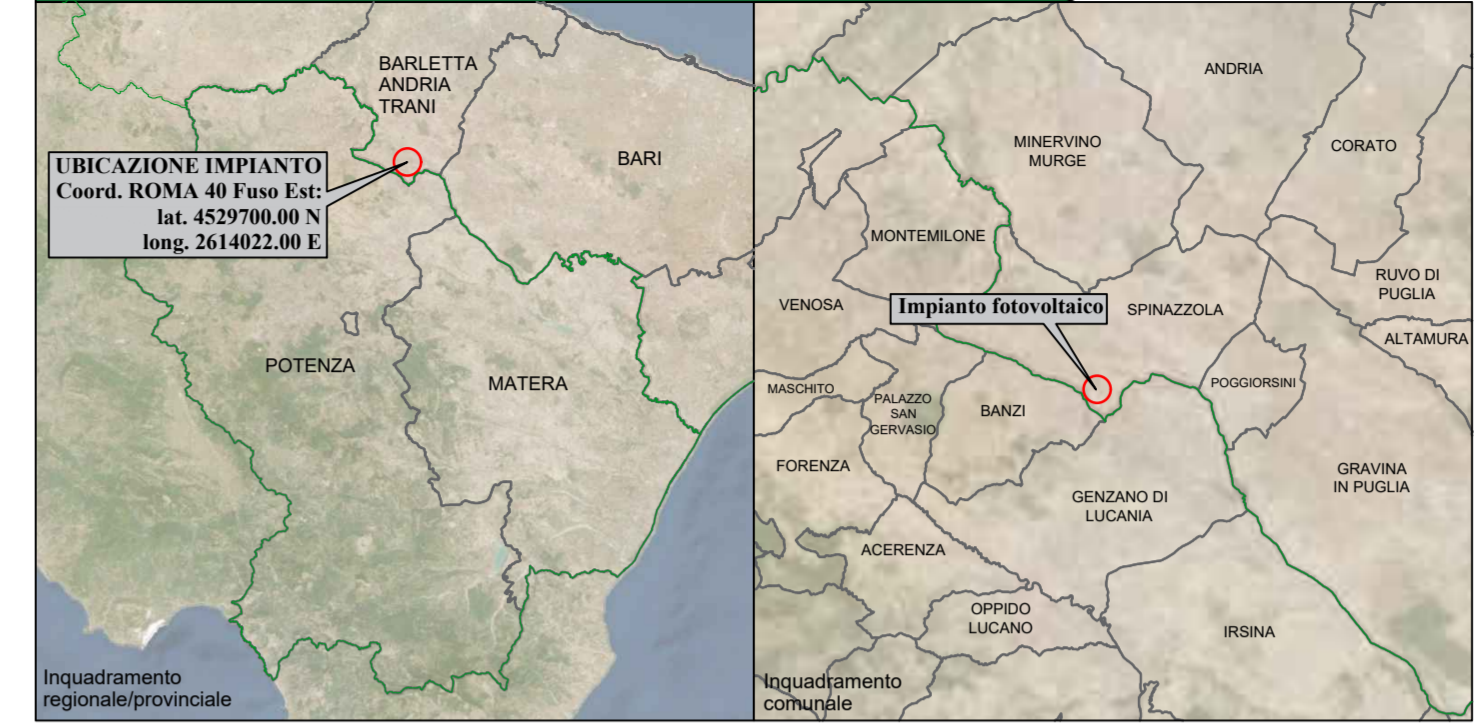 BARLETTA
ANDRIA
TRANI
BARI
UBICAZIONE IMPIANTO
Coord. ROMA 40 Fuso Est:
lat. 4529700.00 N
long. 2614022.00 E
POTENZA
MATERA
Inquadramento
regionale/provinciale
ANDRIA
MINERVINO
MURGE
CORATO
MONTEMILONE
RUVO DI
PUGLIA
VENOSA
Impianto fotovoltaico
SPINAZZOLA
ALTAMURA
MASCHITO
PALAZZO
SAN
GERVASIO
BANZI
POGGIORSINI
FORENZA
GENZANO DI
LUCANIA
GRAVINA
IN PUGLIA
ACERENZA
OPPIDO
LUCANO
IRSINA
Inquadramento
comunale